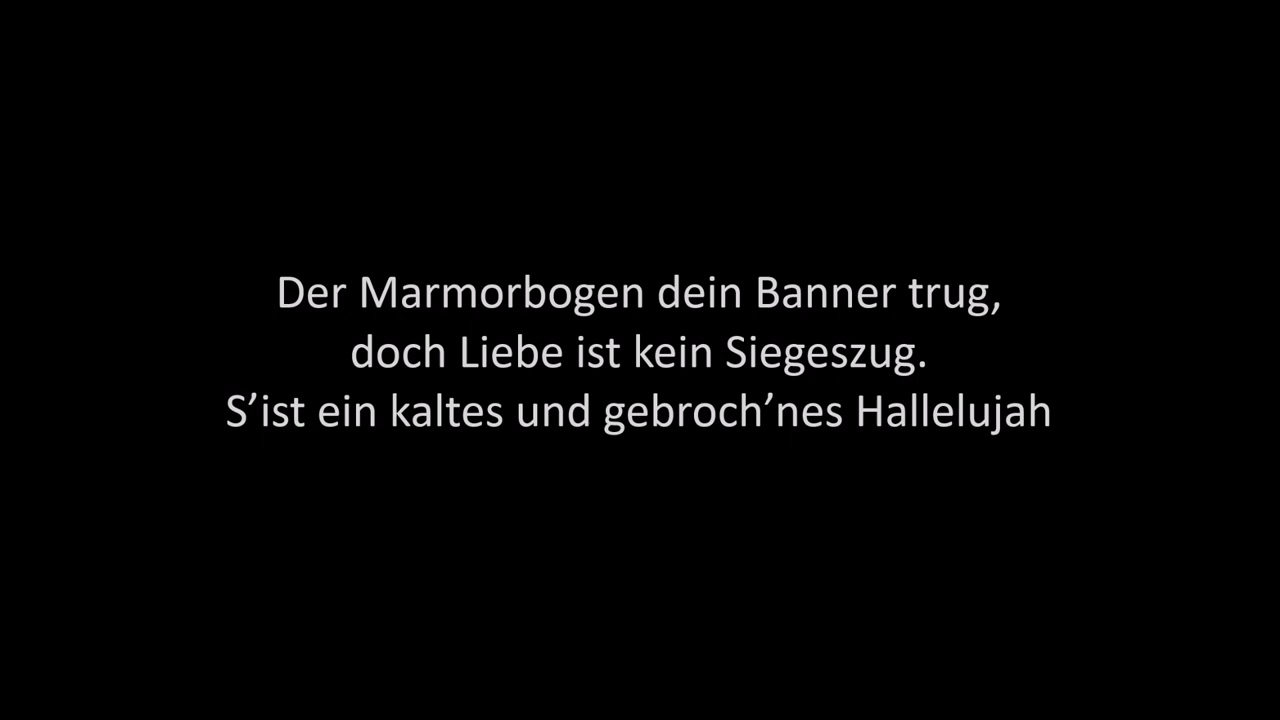 Der Marmorbogen dein Banner trug,
doch Liebe ist kein Siegeszug.
S’ist ein kaltes und gebroch’nes Hallelujah